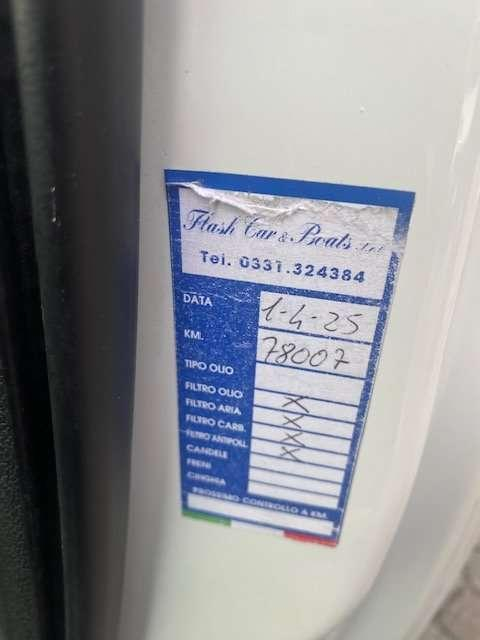 Flash Car & Boats
Tel. 0331.324384
DATA 1-4-25
KM. 78007
TIPO OLIO
FILTRO OLIO X
FILTRO ARIA X
FILTRO CARB. X
FILTRO ANTIPOLL. X
CANDELE
FRENI
CINGHIA
PROSSIMO CONTROLLO A KM.